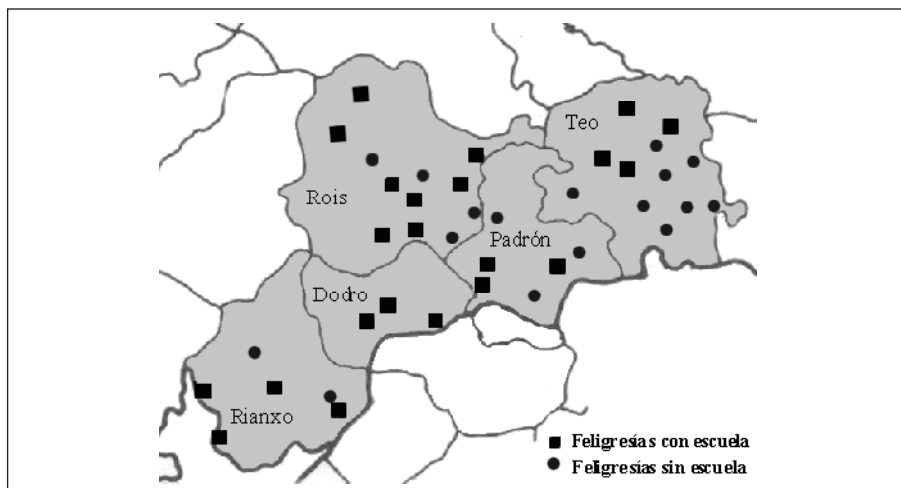 Teo
Rois
Padrón
Dodro
Rianxo
Feligresías con escuela
Feligresías sin escuela